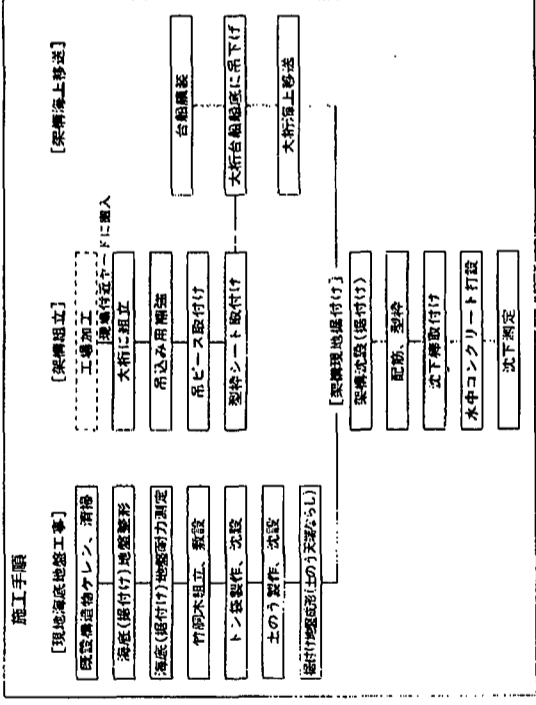 施工手順
[現地海底地盤工事]
既設構造物ケレン、清掃
海底(据付け)地盤整形
海底(据付け)地盤耐力測定
竹胴木組立、敷設
トン袋製作、沈設
土のう製作、沈設
据付け地盤成形(土のう天端ならし)
[架構組立]
工場加工
現場付近ヤードに搬入
大桁に組立
吊込み用補強
吊ピース取付け
型枠シート取付け
[架構海上移送]
台船艤装
大桁台船船底に吊下げ
大桁海上移送
[架構現地据付け]
架構沈設(据付け)
配筋、型枠
沈下棒取付け
水中コンクリート打設
沈下測定